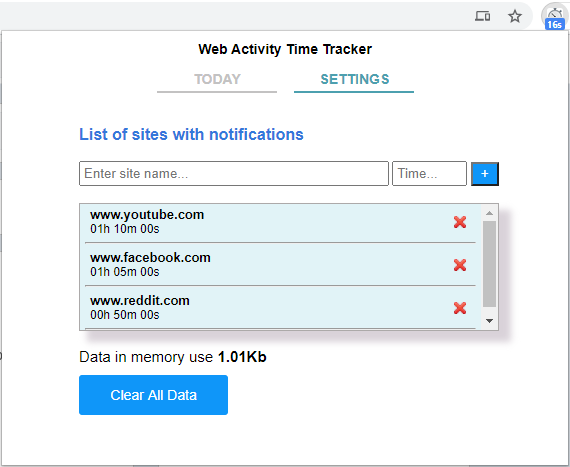 16s
Web Activity Time Tracker
TODAY SETTINGS
List of sites with notifications
Enter site name... Time... +
www.youtube.com
01h 10m 00s
www.facebook.com
01h 05m 00s
www.reddit.com
00h 50m 00s
Data in memory use 1.01Kb
Clear All Data